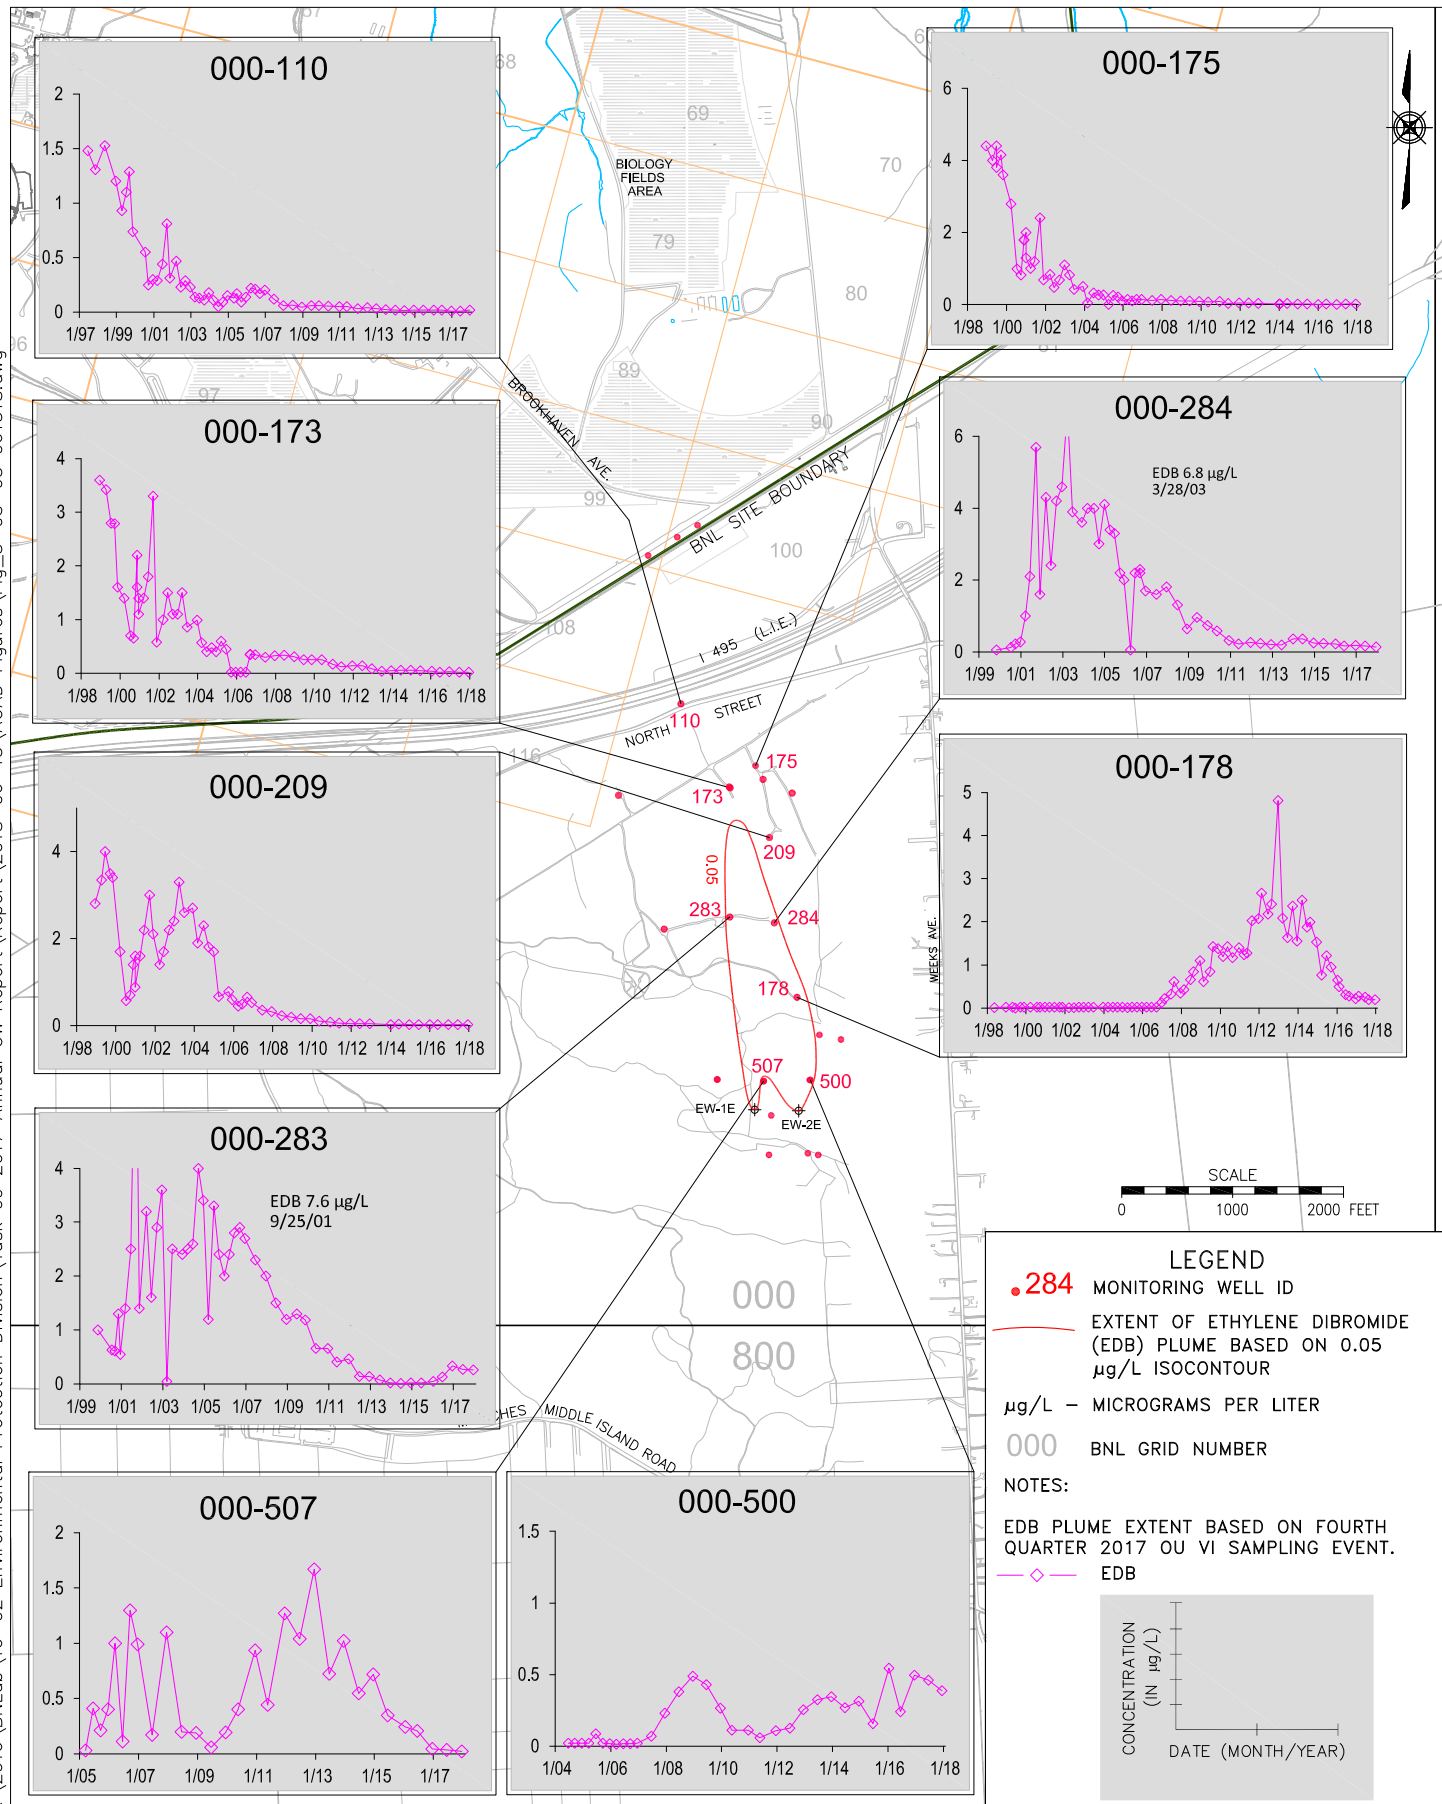 000-110
2
1.5
1
0.5
0
1/97 1/99 1/01 1/03 1/05 1/07 1/09 1/11 1/13 1/15 1/17
000-175
6
4
2
0
1/98 1/00 1/02 1/04 1/06 1/08 1/10 1/12 1/14 1/16 1/18
68
69
70
79
80
89
90
96
97
99
100
108
116
BIOLOGY
FIELDS
AREA
BROOKHAVEN AVE.
BNL SITE BOUNDARY
I 495 (L.I.E.)
NORTH STREET
WEEKS AVE.
000-173
4
3
2
1
0
1/98 1/00 1/02 1/04 1/06 1/08 1/10 1/12 1/14 1/16 1/18
000-284
6
4
2
0
EDB 6.8 µg/L
3/28/03
1/99 1/01 1/03 1/05 1/07 1/09 1/11 1/13 1/15 1/17
110
175
173
209
0.05
283
284
178
507
500
EW-1E
EW-2E
000-209
4
2
0
1/98 1/00 1/02 1/04 1/06 1/08 1/10 1/12 1/14 1/16 1/18
000-178
5
4
3
2
1
0
1/98 1/00 1/02 1/04 1/06 1/08 1/10 1/12 1/14 1/16 1/18
000-283
4
3
2
1
0
EDB 7.6 µg/L
9/25/01
1/99 1/01 1/03 1/05 1/07 1/09 1/11 1/13 1/15 1/17
000
800
MIDDLE ISLAND ROAD
SCALE
0 1000 2000 FEET
000-507
2
1.5
1
0.5
0
1/05 1/07 1/09 1/11 1/13 1/15 1/17
000-500
1.5
1
0.5
0
1/04 1/06 1/08 1/10 1/12 1/14 1/16 1/18
LEGEND
284 MONITORING WELL ID
EXTENT OF ETHYLENE DIBROMIDE
(EDB) PLUME BASED ON 0.05
µg/L ISOCONTOUR
µg/L – MICROGRAMS PER LITER
000 BNL GRID NUMBER
NOTES:
EDB PLUME EXTENT BASED ON FOURTH
QUARTER 2017 OU VI SAMPLING EVENT.
EDB
CONCENTRATION
(IN µg/L)
DATE (MONTH/YEAR)